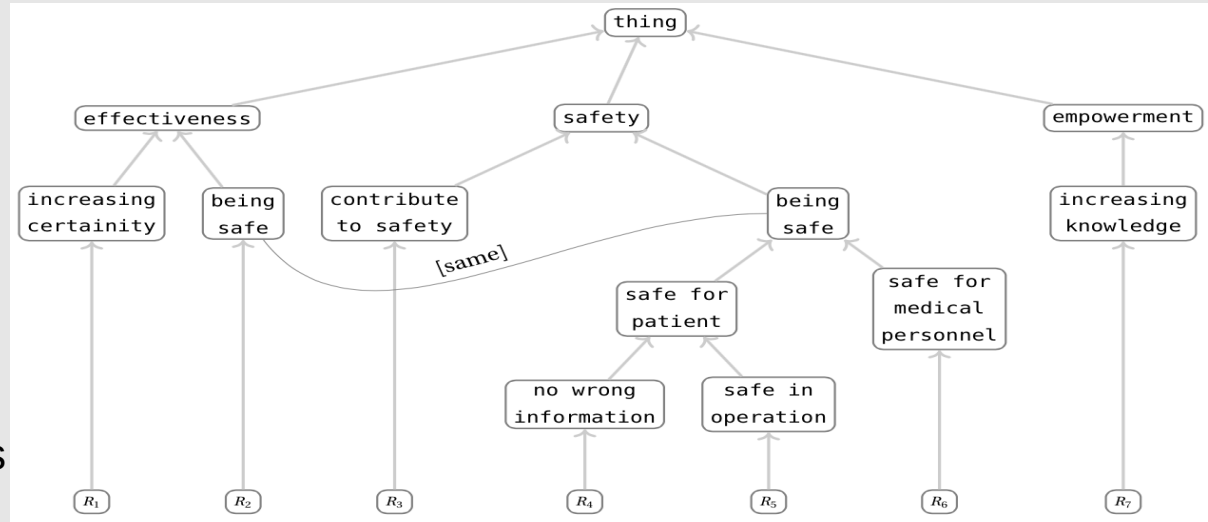 thing
effectiveness
safety
empowerment
increasing
certainity
being
safe
contribute
to safety
being
safe
increasing
knowledge
[same]
safe for
patient
safe for
medical
personnel
no wrong
information
safe in
operation
s
R1
R2
R3
R4
R5
R6
R7